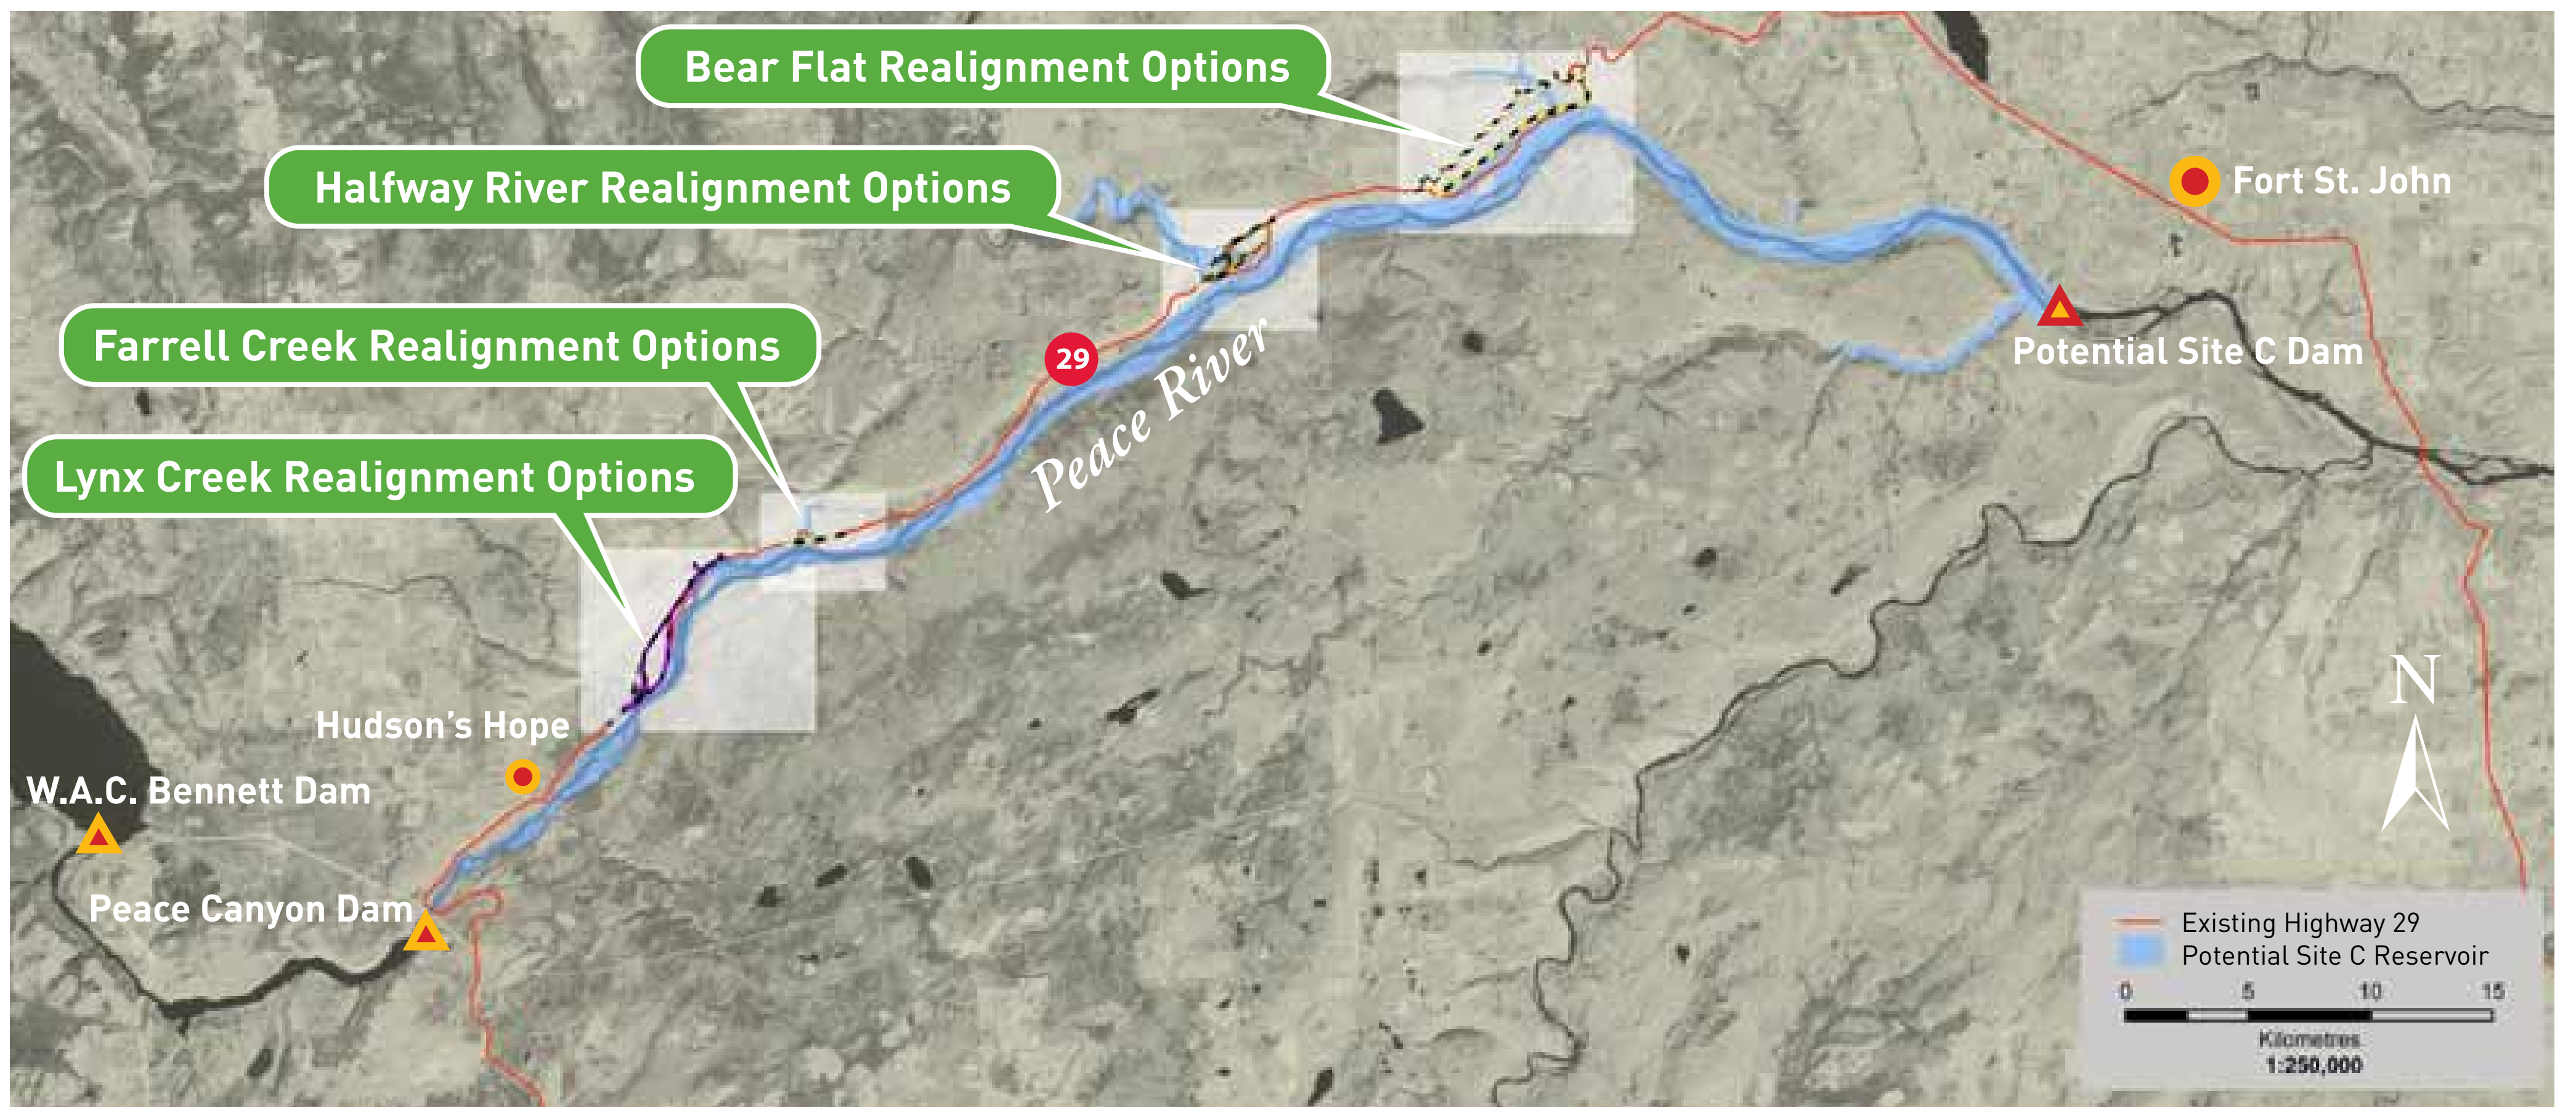 Bear Flat Realignment Options
Halfway River Realignment Options
Fort St. John
Farrell Creek Realignment Options
29
Potential Site C Dam
Peace River
Lynx Creek Realignment Options
Hudson's Hope
W.A.C. Bennett Dam
Peace Canyon Dam
N
Existing Highway 29
Potential Site C Reservoir
0 5 10 15
Kilometres
1:250,000